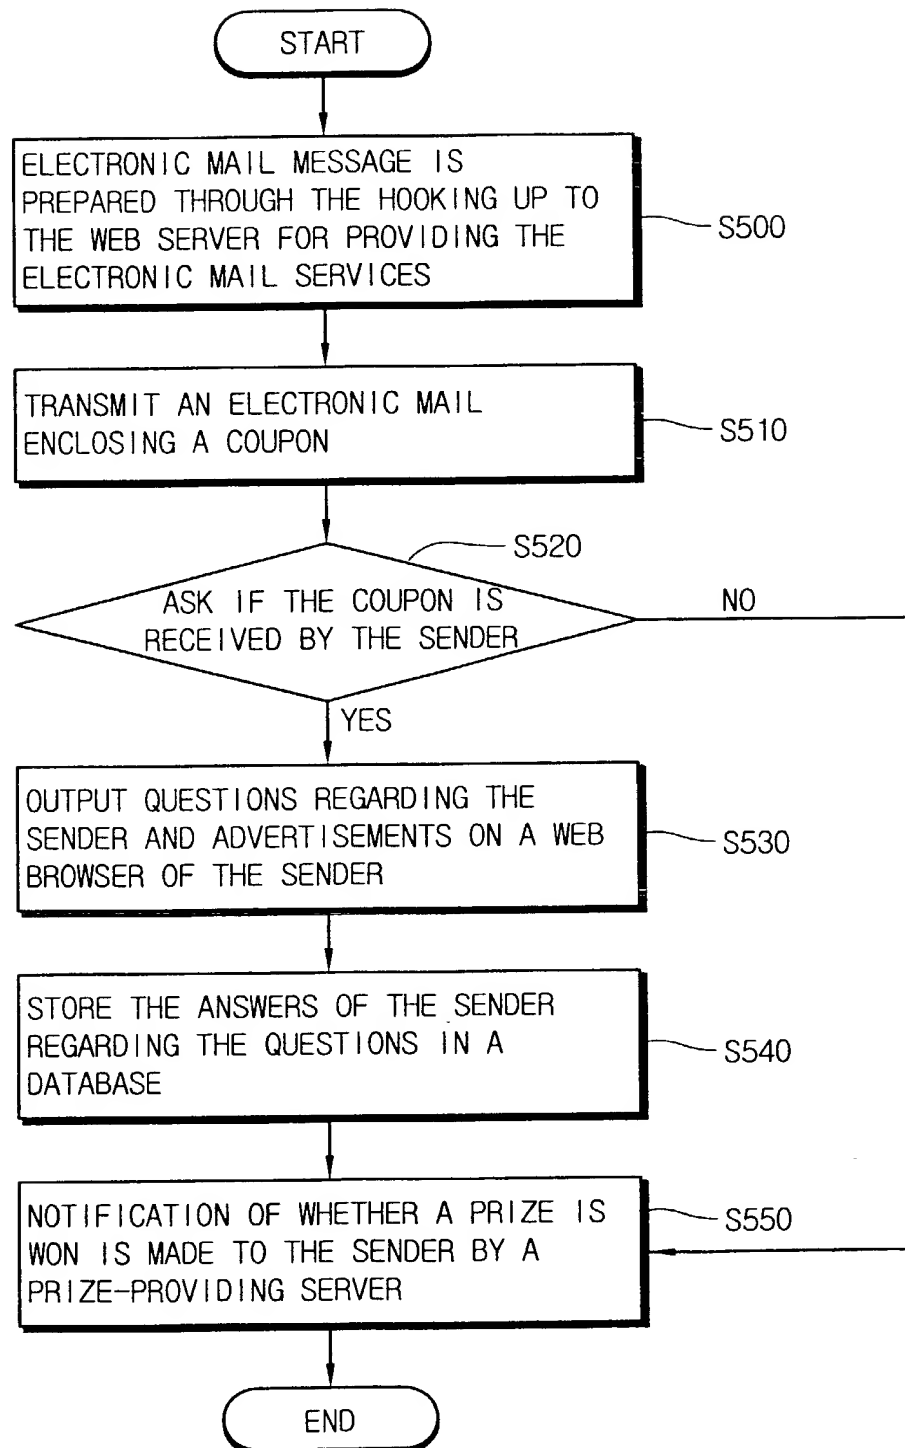 START
ELECTRONIC MAIL MESSAGE IS
PREPARED THROUGH THE HOOKING UP TO
THE WEB SERVER FOR PROVIDING THE
ELECTRONIC MAIL SERVICES
S500
TRANSMIT AN ELECTRONIC MAIL
ENCLOSING A COUPON
S510
S520
ASK IF THE COUPON IS
RECEIVED BY THE SENDER
NO
YES
OUTPUT QUESTIONS REGARDING THE
SENDER AND ADVERTISEMENTS ON A WEB
BROWSER OF THE SENDER
S530
STORE THE ANSWERS OF THE SENDER
REGARDING THE QUESTIONS IN A
DATABASE
S540
NOTIFICATION OF WHETHER A PRIZE IS
WON IS MADE TO THE SENDER BY A
PRIZE-PROVIDING SERVER
S550
END